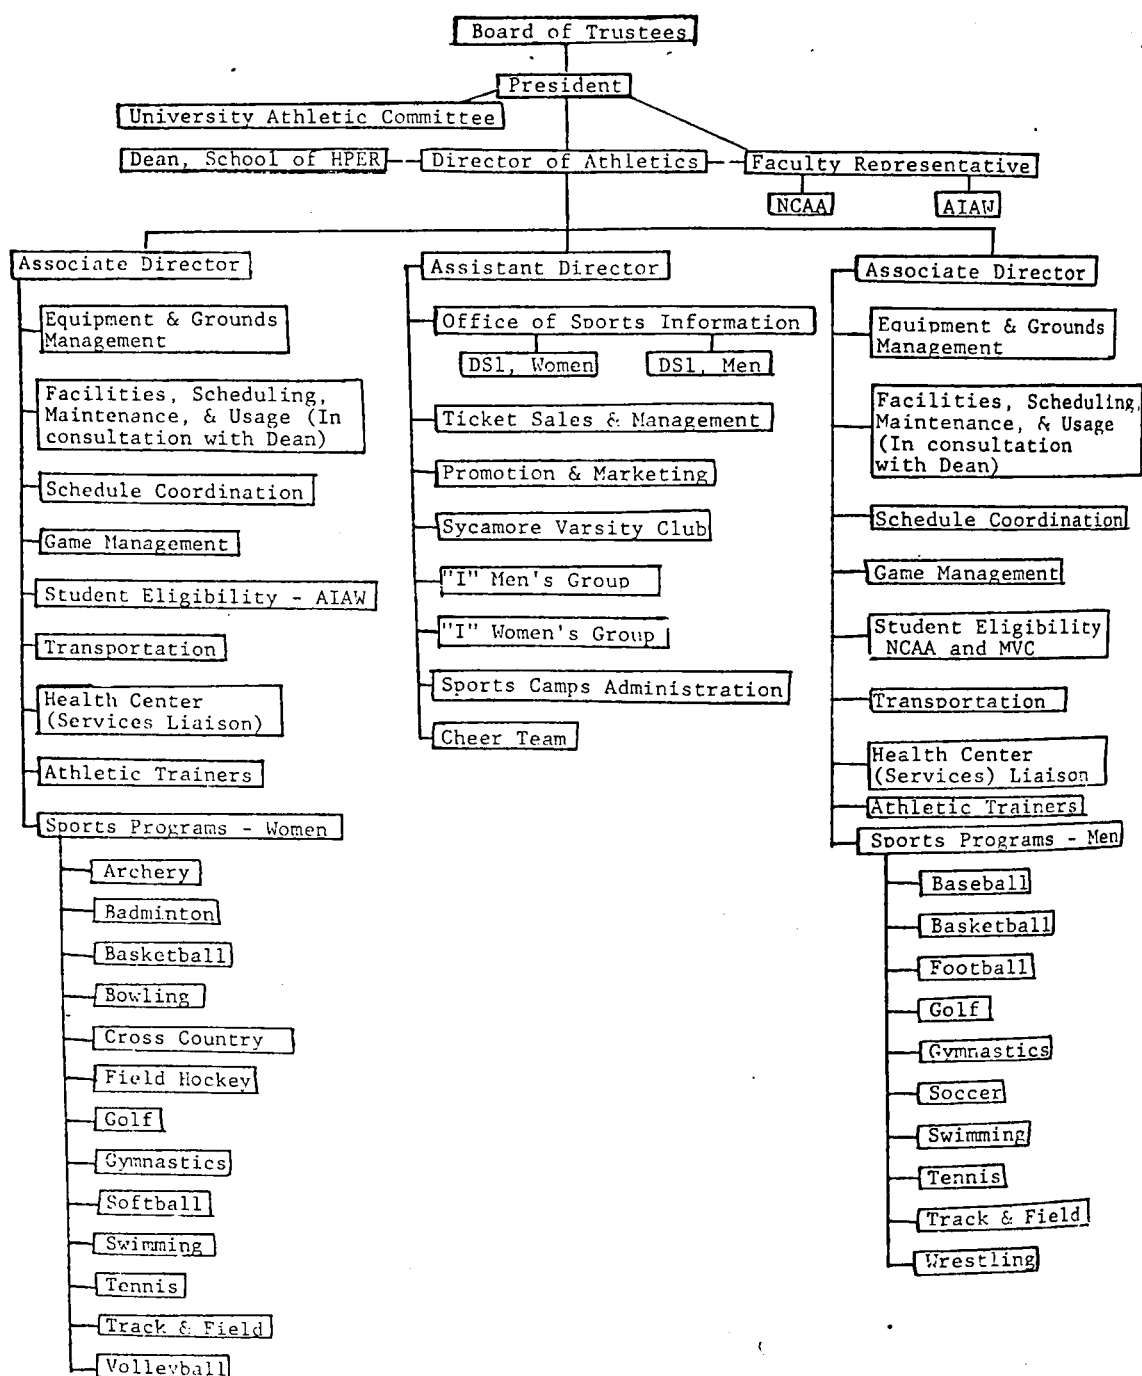 Board of Trustees
President
University Athletic Committee
Dean, School of HPER
Director of Athletics
Faculty Representative
NCAA
AIAW
Associate Director
Equipment & Grounds
Management
Facilities, Scheduling,
Maintenance, & Usage (In
consultation with Dean)
Schedule Coordination
Game Management
Student Eligibility - AIAW
Transportation
Health Center
(Services Liaison)
Athletic Trainers
Sports Programs - Women
Archery
Badminton
Basketball
Bowling
Cross Country
Field Hockey
Golf
Gymnastics
Softball
Swimming
Tennis
Track & Field
Volleyball
Assistant Director
Office of Sports Information
DS1, Women
DS1, Men
Ticket Sales & Management
Promotion & Marketing
Sycamore Varsity Club
"I" Men's Group
"I" Women's Group
Sports Camps Administration
Cheer Team
Associate Director
Equipment & Grounds
Management
Facilities, Scheduling,
Maintenance, & Usage
(In consultation
with Dean)
Schedule Coordination
Game Management
Student Eligibility
NCAA and MVC
Transportation
Health Center
(Services) Liaison
Athletic Trainers
Sports Programs - Men
Baseball
Basketball
Football
Golf
Gymnastics
Soccer
Swimming
Tennis
Track & Field
Wrestling